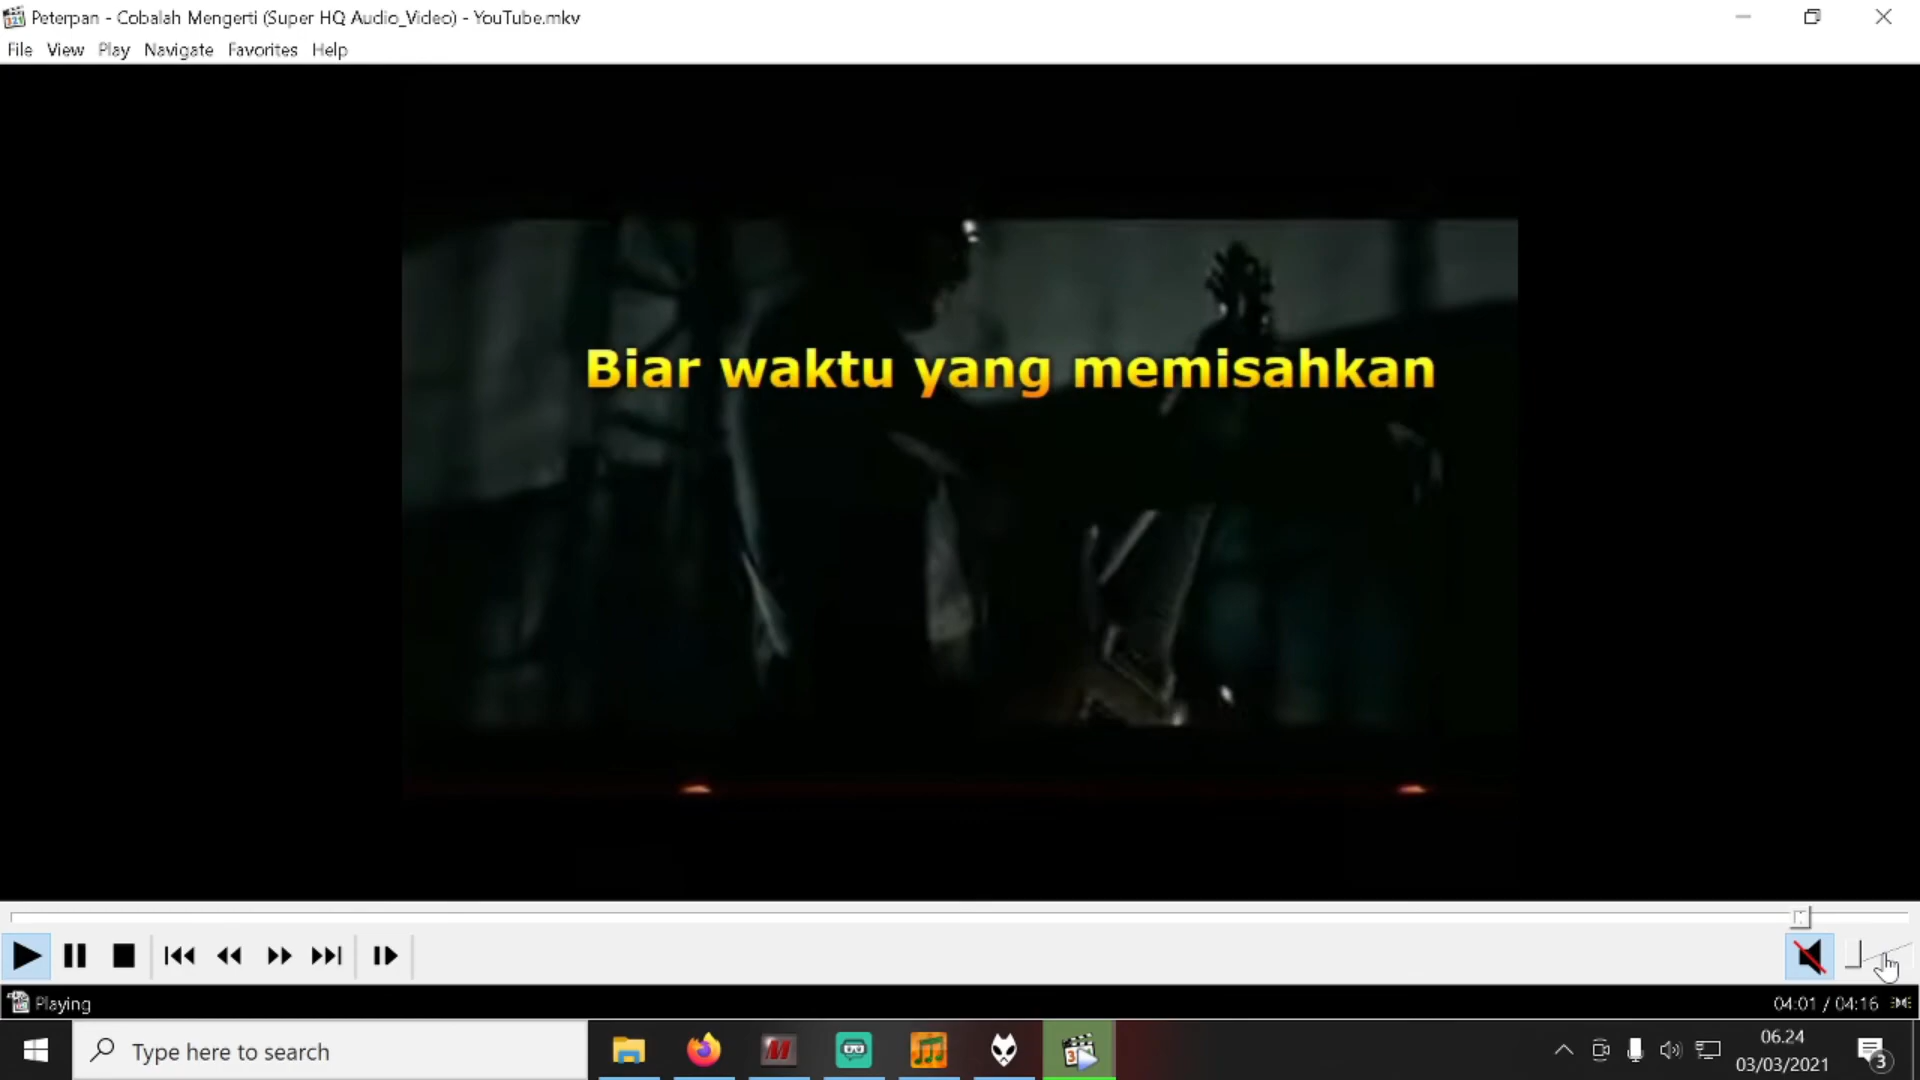 Peterpan - Cobalah Mengerti (Super HQ Audio_Video) - YouTube.mkv
File View Play Navigate Favorites Help
Biar waktu yang memisahkan
Playing
04:01 / 04:16
Type here to search
06.24
03/03/2021
3